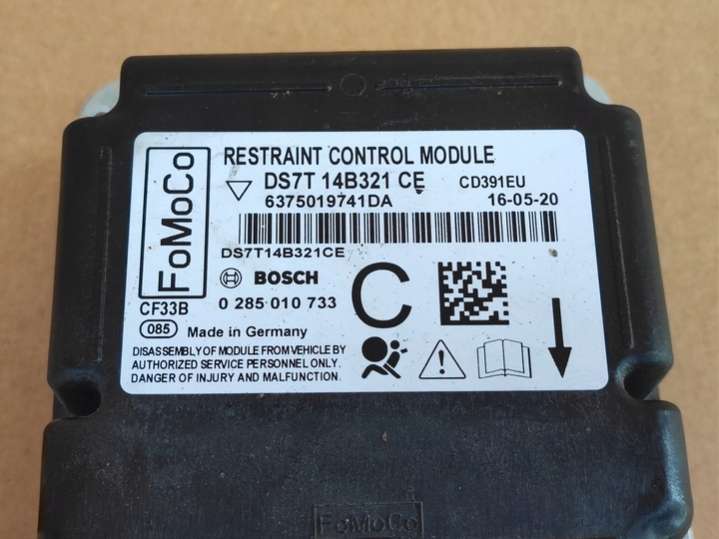 FoMoCo
RESTRAINT CONTROL MODULE
DS7T 14B321 CE CD391EU
6375019741DA 16-05-20
DS7T14B321CE
BOSCH
CF33B 0 285 010 733 C
085 Made in Germany
DISASSEMBLY OF MODULE FROM VEHICLE BY
AUTHORIZED SERVICE PERSONNEL ONLY.
DANGER OF INJURY AND MALFUNCTION.
FoMoCo